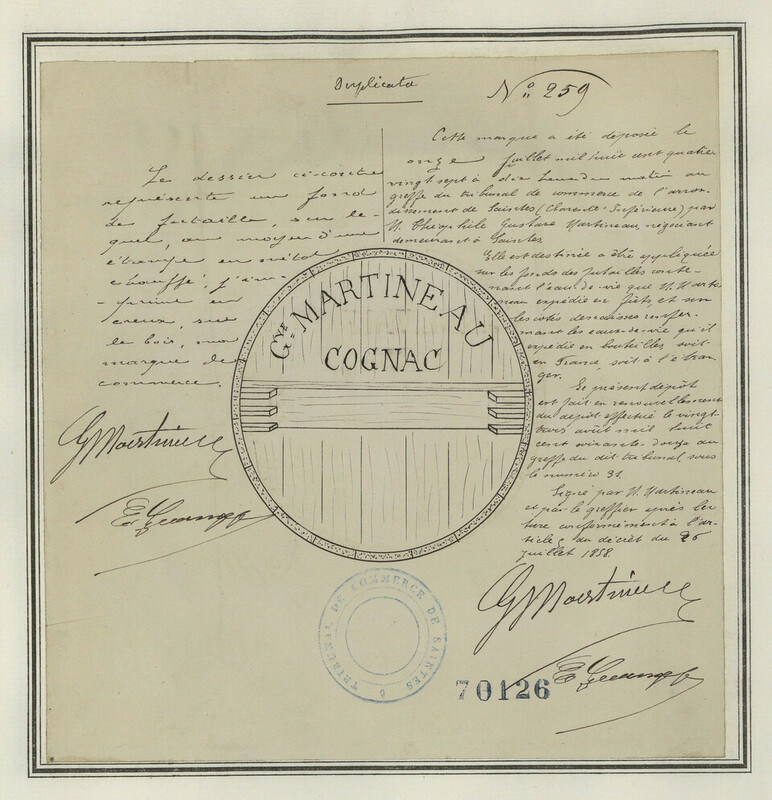 Duplicata
N° 259
Le dessin ci-contre
représente un fond
de futaille, sur le-
quel, au moyen d'une
étampe en métal
chauffé, j'im-
-prime en
creux, sur
le bois, ma
marque de
commerce.
G Martineau
Cette marque a été déposée le
onze Juillet mil huit cent quatre
vingt sept à dix heures du matin au
greffe du tribunal de commerce de l'arron-
dissement de Saintes (Charente-Inférieure) par
M. Théophile Gustave Martineau, négociant
demeurant à Saintes
Elle est destinée à être appliquée
sur les fonds des futailles conte-
nant l'eau-de-vie que M. Marti
neau expédie en fûts, et sur
les cotés des caisses renfer-
mant les eaux-de-vie qu'il
expédie en bouteilles soit
en France, soit à l'étran
ger.
Le présent dépôt
est fait en renouvellement
du dépôt effectué le vingt-
trois août mil huit
cent soixante-douze au
greffe du dit tribunal sous
le numéro 31.
Signé par M. Martineau
et par le greffier après lec
ture conformément à l'ar-
ticle du décret du 26
juillet 1858.
G Martineau
Gve MARTINEAU
COGNAC
TRIBUNAL DE COMMERCE DE SAINTES
70126